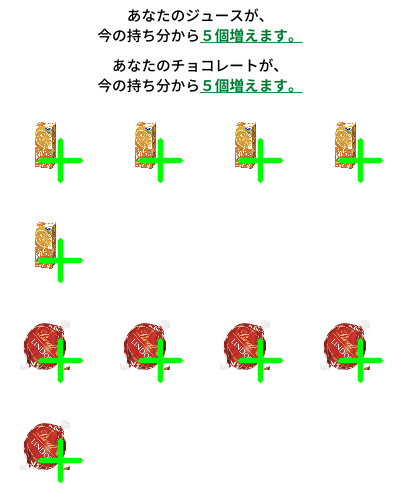 あなたのジュースが、
今の持ち分から５個増えます。
あなたのチョコレートが、
今の持ち分から５個増えます。